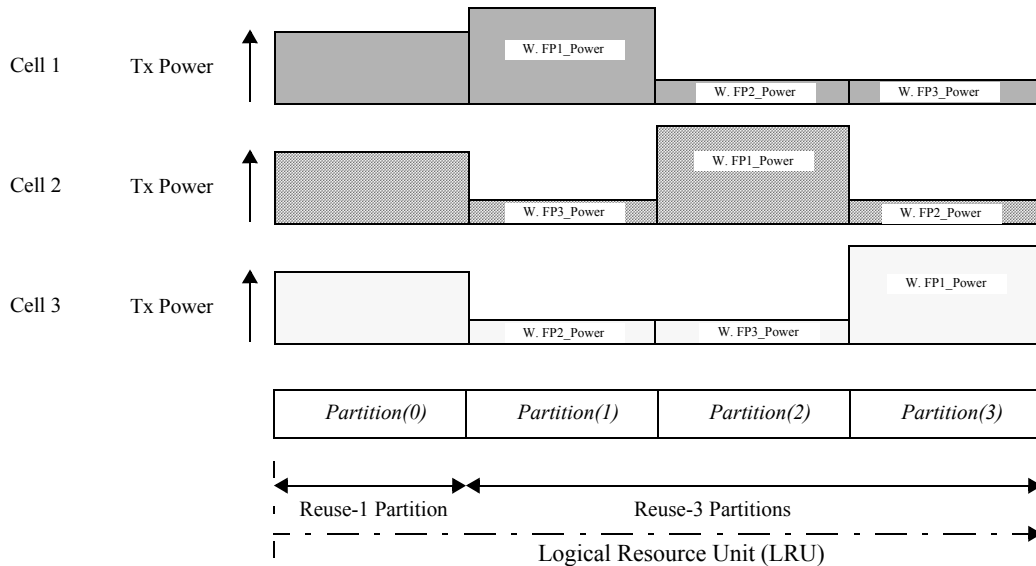 W. FP1_Power
Cell 1 Tx Power
W. FP2_Power W. FP3_Power
W. FP1_Power
Cell 2 Tx Power
W. FP3_Power W. FP2_Power
W. FP1_Power
Cell 3 Tx Power
W. FP2_Power W. FP3_Power
Partition(0) Partition(1) Partition(2) Partition(3)
Reuse-1 Partition Reuse-3 Partitions
Logical Resource Unit (LRU)